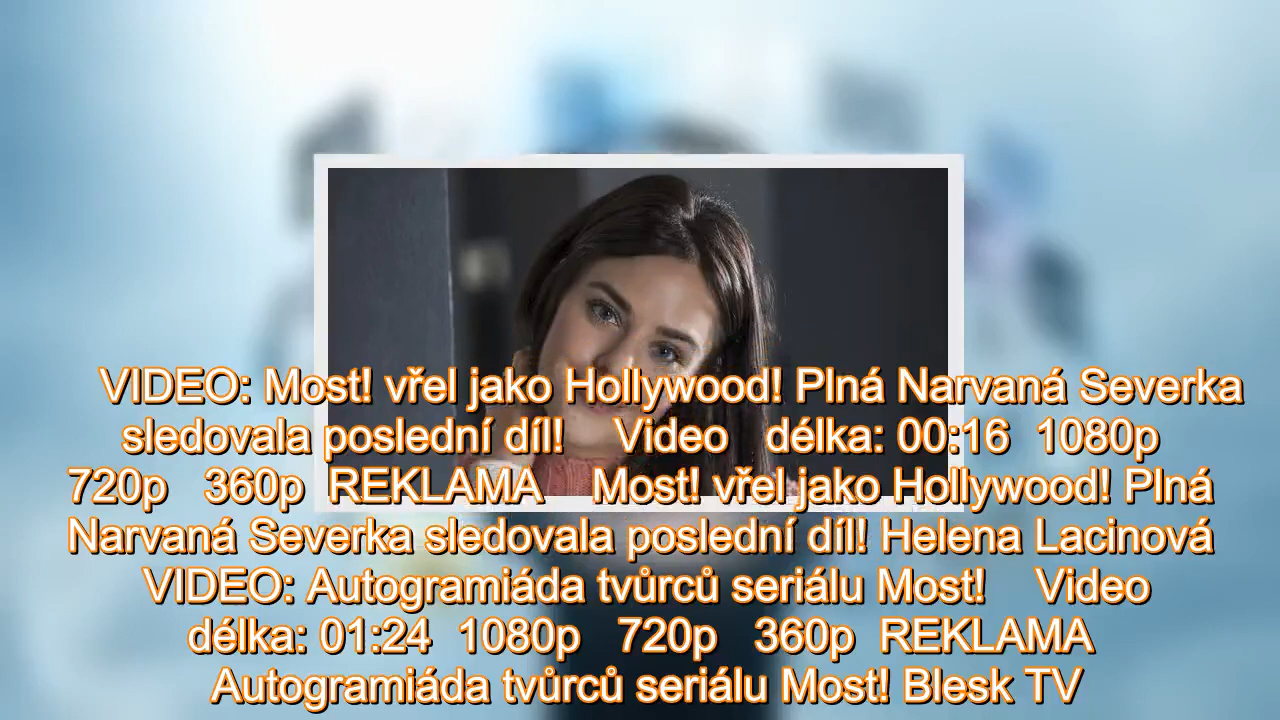 VIDEO: Most! vřel jako Hollywood! Plná Narvaná Severka
sledovala poslední díl! Video délka: 00:16 1080p
720p 360p REKLAMA Most! vřel jako Hollywood! Plná
Narvaná Severka sledovala poslední díl! Helena Lacinová
VIDEO: Autogramiáda tvůrců seriálu Most! Video
délka: 01:24 1080p 720p 360p REKLAMA
Autogramiáda tvůrců seriálu Most! Blesk TV